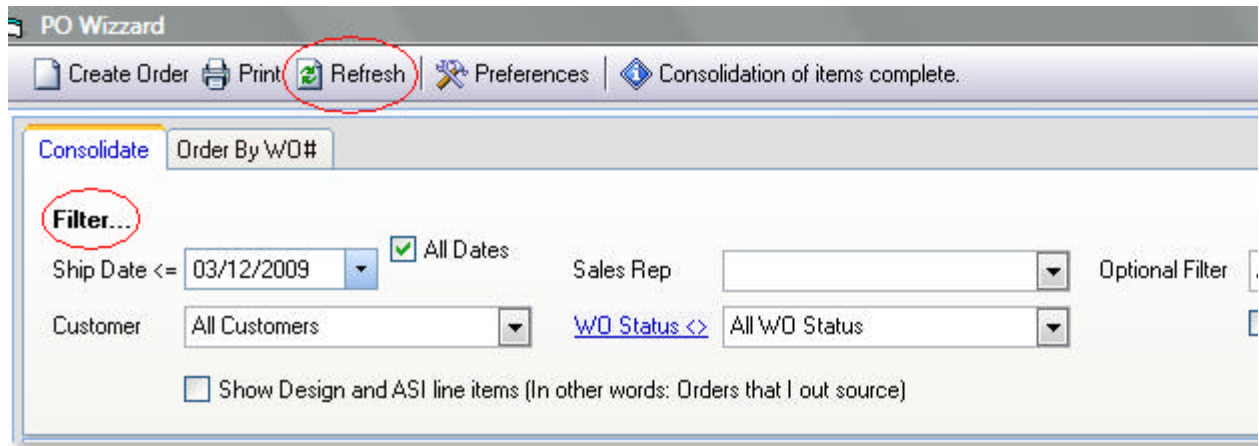 PO Wizzard
Create Order Print Refresh Preferences Consolidation of items complete.
Consolidate Order By WO#
Filter...
Ship Date <= 03/12/2009 All Dates Sales Rep Optional Filter
Customer All Customers WO Status <> All WO Status
Show Design and ASI line items (In other words: Orders that I out source)